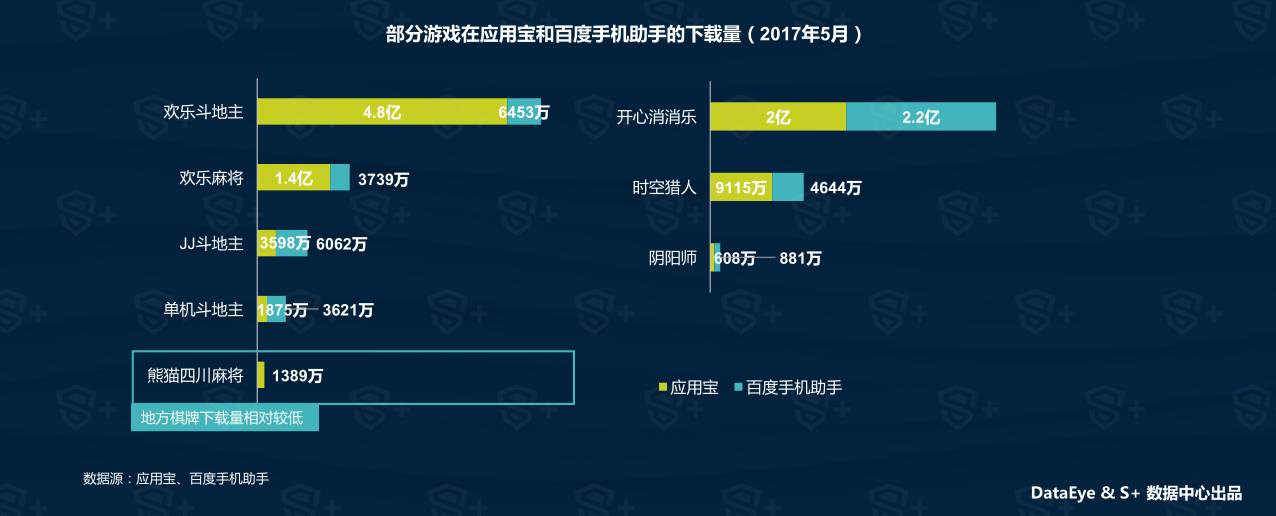 部分游戏在应用宝和百度手机助手的下载量（2017年5月）
欢乐斗地主 4.8亿 6453万
欢乐麻将 1.4亿 3739万
JJ斗地主 3598万 6062万
单机斗地主 1875万 3621万
熊猫四川麻将 1389万
地方棋牌下载量相对较低
开心消消乐 2亿 2.2亿
时空猎人 9115万 4644万
阴阳师 608万 881万
应用宝 百度手机助手
数据源：应用宝、百度手机助手
DataEye & S+ 数据中心出品